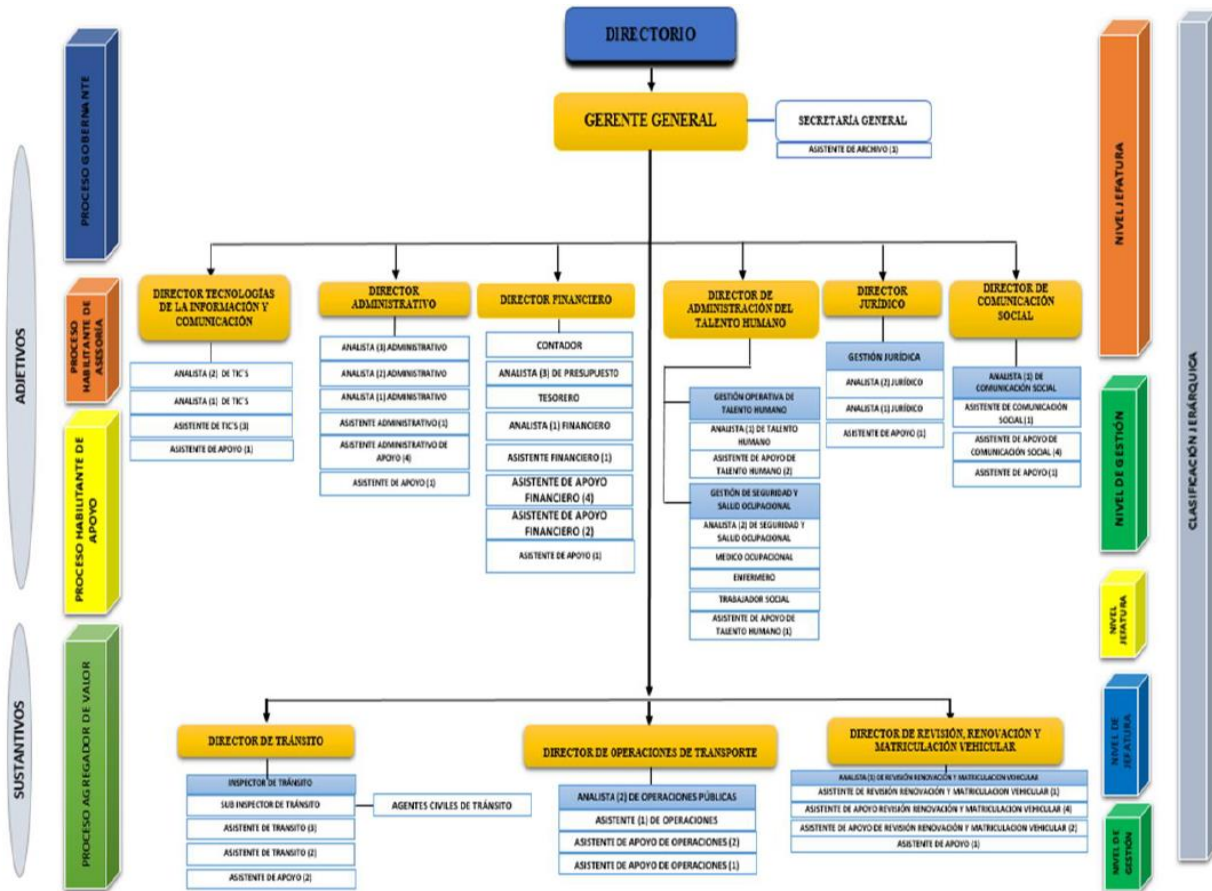 DIRECTORIO
GERENTE GENERAL
SECRETARÍA GENERAL
ASISTENTE DE ARCHIVO (1)
ADJETIVOS
SUSTANTIVOS
PROCESO GOBERNANTE
PROCESO
HABILITANTE DE
ASESORÍA
PROCESO HABILITANTE DE
APOYO
PROCESO AGREGADOR DE VALOR
DIRECTOR TECNOLOGÍAS
DE LA INFORMACIÓN Y
COMUNICACIÓN
ANALISTA (2) DE TIC´S
ANALISTA (1) DE TIC´S
ASISTENTE DE TIC´S (3)
ASISTENTE DE APOYO (1)
DIRECTOR
ADMINISTRATIVO
ANALISTA (3) ADMINISTRATIVO
ANALISTA (2) ADMINISTRATIVO
ANALISTA (1) ADMINISTRATIVO
ASISTENTE ADMINISTRATIVO (1)
ASISTENTE ADMINISTRATIVO DE
APOYO (4)
ASISTENTE DE APOYO (1)
DIRECTOR FINANCIERO
CONTADOR
ANALISTA (3) DE PRESUPUESTO
TESORERO
ANALISTA (1) FINANCIERO
ASISTENTE FINANCIERO (1)
ASISTENTE DE APOYO
FINANCIERO (4)
ASISTENTE DE APOYO
FINANCIERO (2)
ASISTENTE DE APOYO (1)
DIRECTOR DE
ADMINISTRACIÓN DEL
TALENTO HUMANO
GESTIÓN OPERATIVA DE
TALENTO HUMANO
ANALISTA (1) DE TALENTO
HUMANO
ASISTENTE DE APOYO DE
TALENTO HUMANO (2)
GESTIÓN DE SEGURIDAD Y
SALUD OCUPACIONAL
ANALISTA (2) DE SEGURIDAD Y
SALUD OCUPACIONAL
MEDICO OCUPACIONAL
ENFERMERO
TRABAJADOR SOCIAL
ASISTENTE DE APOYO DE
TALENTO HUMANO (1)
DIRECTOR
JURÍDICO
GESTIÓN JURÍDICA
ANALISTA (2) JURÍDICO
ANALISTA (1) JURÍDICO
ASISTENTE DE APOYO (1)
DIRECTOR DE
COMUNICACIÓN
SOCIAL
ANALISTA (1) DE
COMUNICACIÓN SOCIAL
ASISTENTE DE COMUNICACIÓN
SOCIAL (1)
ASISTENTE DE APOYO DE
COMUNICACIÓN SOCIAL (4)
ASISTENTE DE APOYO (1)
DIRECTOR DE TRÁNSITO
INSPECTOR DE TRÁNSITO
SUB INSPECTOR DE TRÁNSITO
ASISTENTE DE TRANSITO (3)
ASISTENTE DE TRANSITO (2)
ASISTENTE DE APOYO (2)
AGENTES CIVILES DE TRÁNSITO
DIRECTOR DE OPERACIONES DE TRANSPORTE
ANALISTA (2) DE OPERACIONES PÚBLICAS
ASISTENTE (1) DE OPERACIONES
ASISTENTE DE APOYO DE OPERACIONES (2)
ASISTENTE DE APOYO DE OPERACIONES (1)
DIRECTOR DE REVISIÓN, RENOVACIÓN Y
MATRICULACIÓN VEHICULAR
ANALISTA (1) DE REVISIÓN RENOVACIÓN Y MATRICULACION VEHICULAR
ASISTENTE DE REVISIÓN RENOVACIÓN Y MATRICULACION VEHICULAR (1)
ASISTENTE DE APOYO REVISIÓN RENOVACIÓN Y MATRICULACION VEHICULAR (4)
ASISTENTE DE APOYO DE REVISIÓN RENOVACIÓN Y MATRICULACION VEHICULAR (2)
ASISTENTE DE APOYO (1)
NIVEL JEFATURA
NIVEL DE GESTIÓN
NIVEL
JEFATURA
NIVEL DE
JEFATURA
NIVEL DE
GESTIÓN
CLASIFICACIÓN JERÁRQUICA